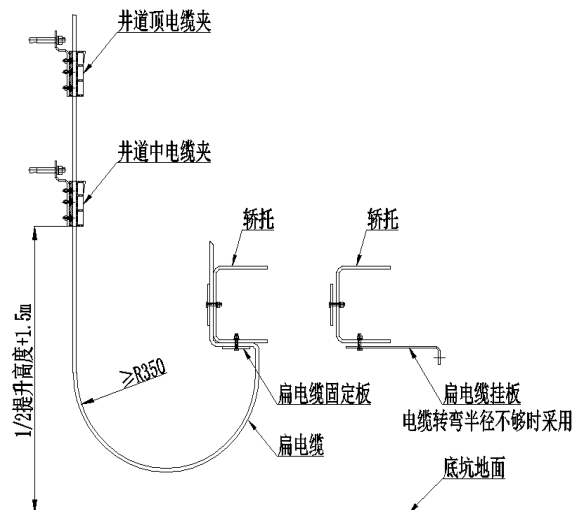 井道顶电缆夹
井道中电缆夹
轿托
轿托
1/2提升高度+1.5m
≥R350
扁电缆固定板
扁电缆挂板
电缆转弯半径不够时采用
扁电缆
底坑地面